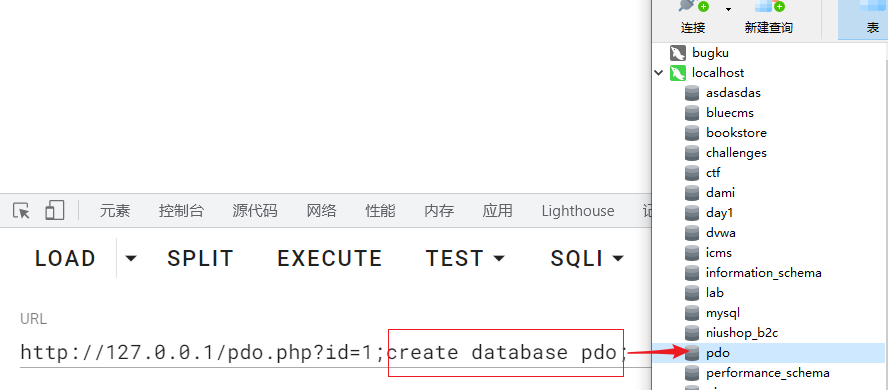 连接
新建查询
表
bugku
localhost
asdasdas
bluecms
bookstore
challenges
ctf
dami
day1
dvwa
icms
information_schema
lab
mysql
niushop_b2c
pdo
performance_schema
元素
控制台
源代码
网络
性能
内存
应用
Lighthouse
LOAD
SPLIT
EXECUTE
TEST
SQLI
URL
http://127.0.0.1/pdo.php?id=1;create database pdo;